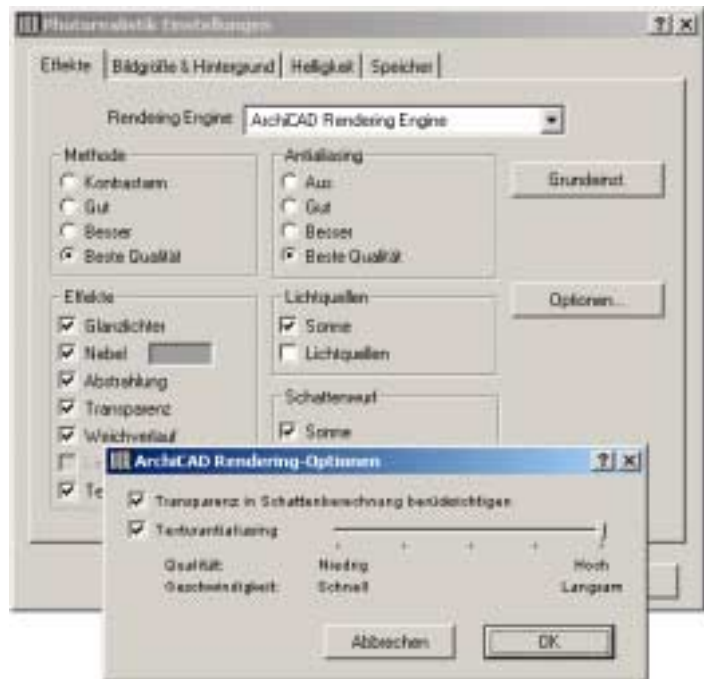 Photorealistik Einstellungen
Effekte Bildgröße & Hintergrund Helligkeit Speicher
Rendering Engine ArchiCAD Rendering Engine
Methode
Kontrastarm
Gut
Besser
Beste Qualität
Antialiasing
Aus
Gut
Besser
Beste Qualität
Grundeinst.
Effekte
Glanzlichter
Nebel
Abstrahlung
Transparenz
Weichverlauf
Te
Lichtquellen
Sonne
Lichtquellen
Optionen...
Schattenwurf
Sonne
ArchiCAD Rendering-Optionen
Transparenz in Schattenberechnung berücksichtigen
Texturantialiasing
Qualität: Niedrig Hoch
Geschwindigkeit: Schnell Langsam
Abbrechen OK